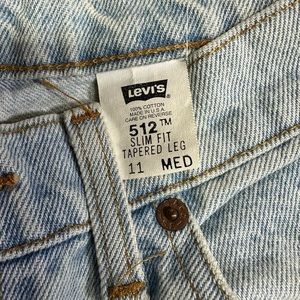 LEVI'S®
100% COTTON
MADE IN U.S.A
CARE ON REVERSE
512™
SLIM FIT
TAPERED LEG
11 MED